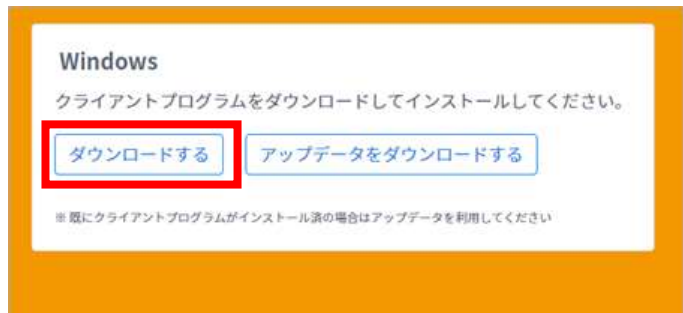 Windows
クライアントプログラムをダウンロードしてインストールしてください。
ダウンロードする アップデータをダウンロードする
※ 既にクライアントプログラムがインストール済の場合はアップデータを利用してください